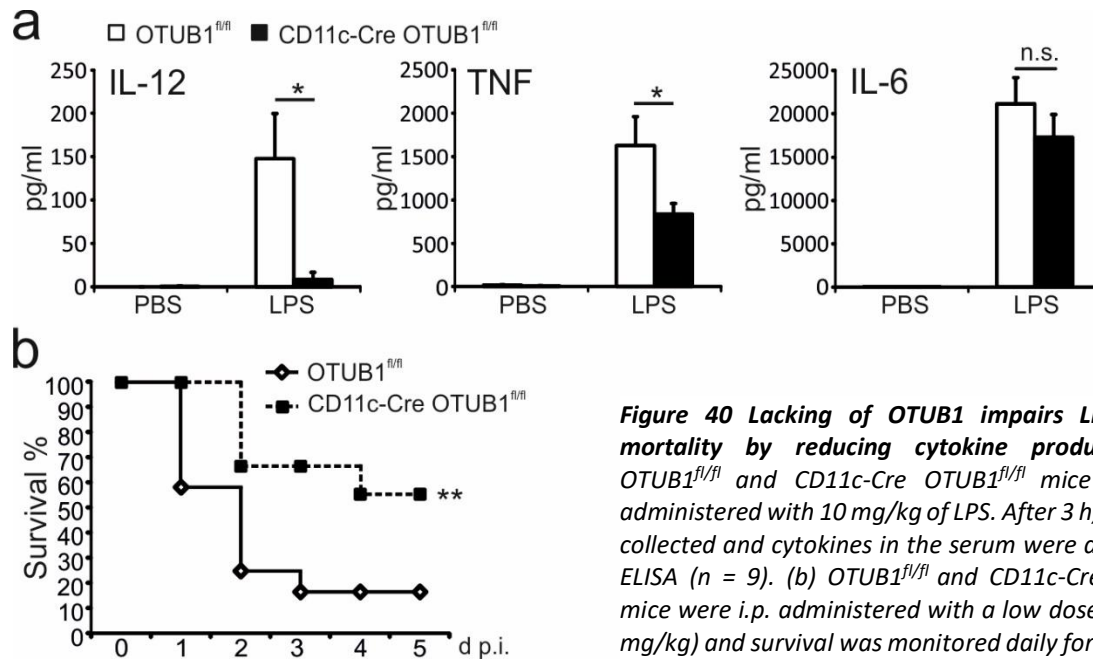 a
□ OTUB1fl/fl ■ CD11c-Cre OTUB1fl/fl
IL-12
250
200
150
100
50
0
pg/ml
*
PBS LPS
TNF
2500
2000
1500
1000
500
0
pg/ml
*
PBS LPS
IL-6
25000
20000
15000
10000
5000
0
pg/ml
n.s.
PBS LPS
b
OTUB1fl/fl
CD11c-Cre OTUB1fl/fl
100
90
80
70
60
50
40
30
20
10
0
Survival %
**
0 1 2 3 4 5 d p.i.
Figure 40 Lacking of OTUB1 impairs
mortality by reducing cytokine
OTUB1fl/fl and CD11c-Cre OTUB1fl/fl mice
administered with 10 mg/kg of LPS. After 3 h,
collected and cytokines in the serum were
ELISA (n = 9). (b) OTUB1fl/fl and CD11c-Cre
mice were i.p. administered with a low dose
mg/kg) and survival was monitored daily for